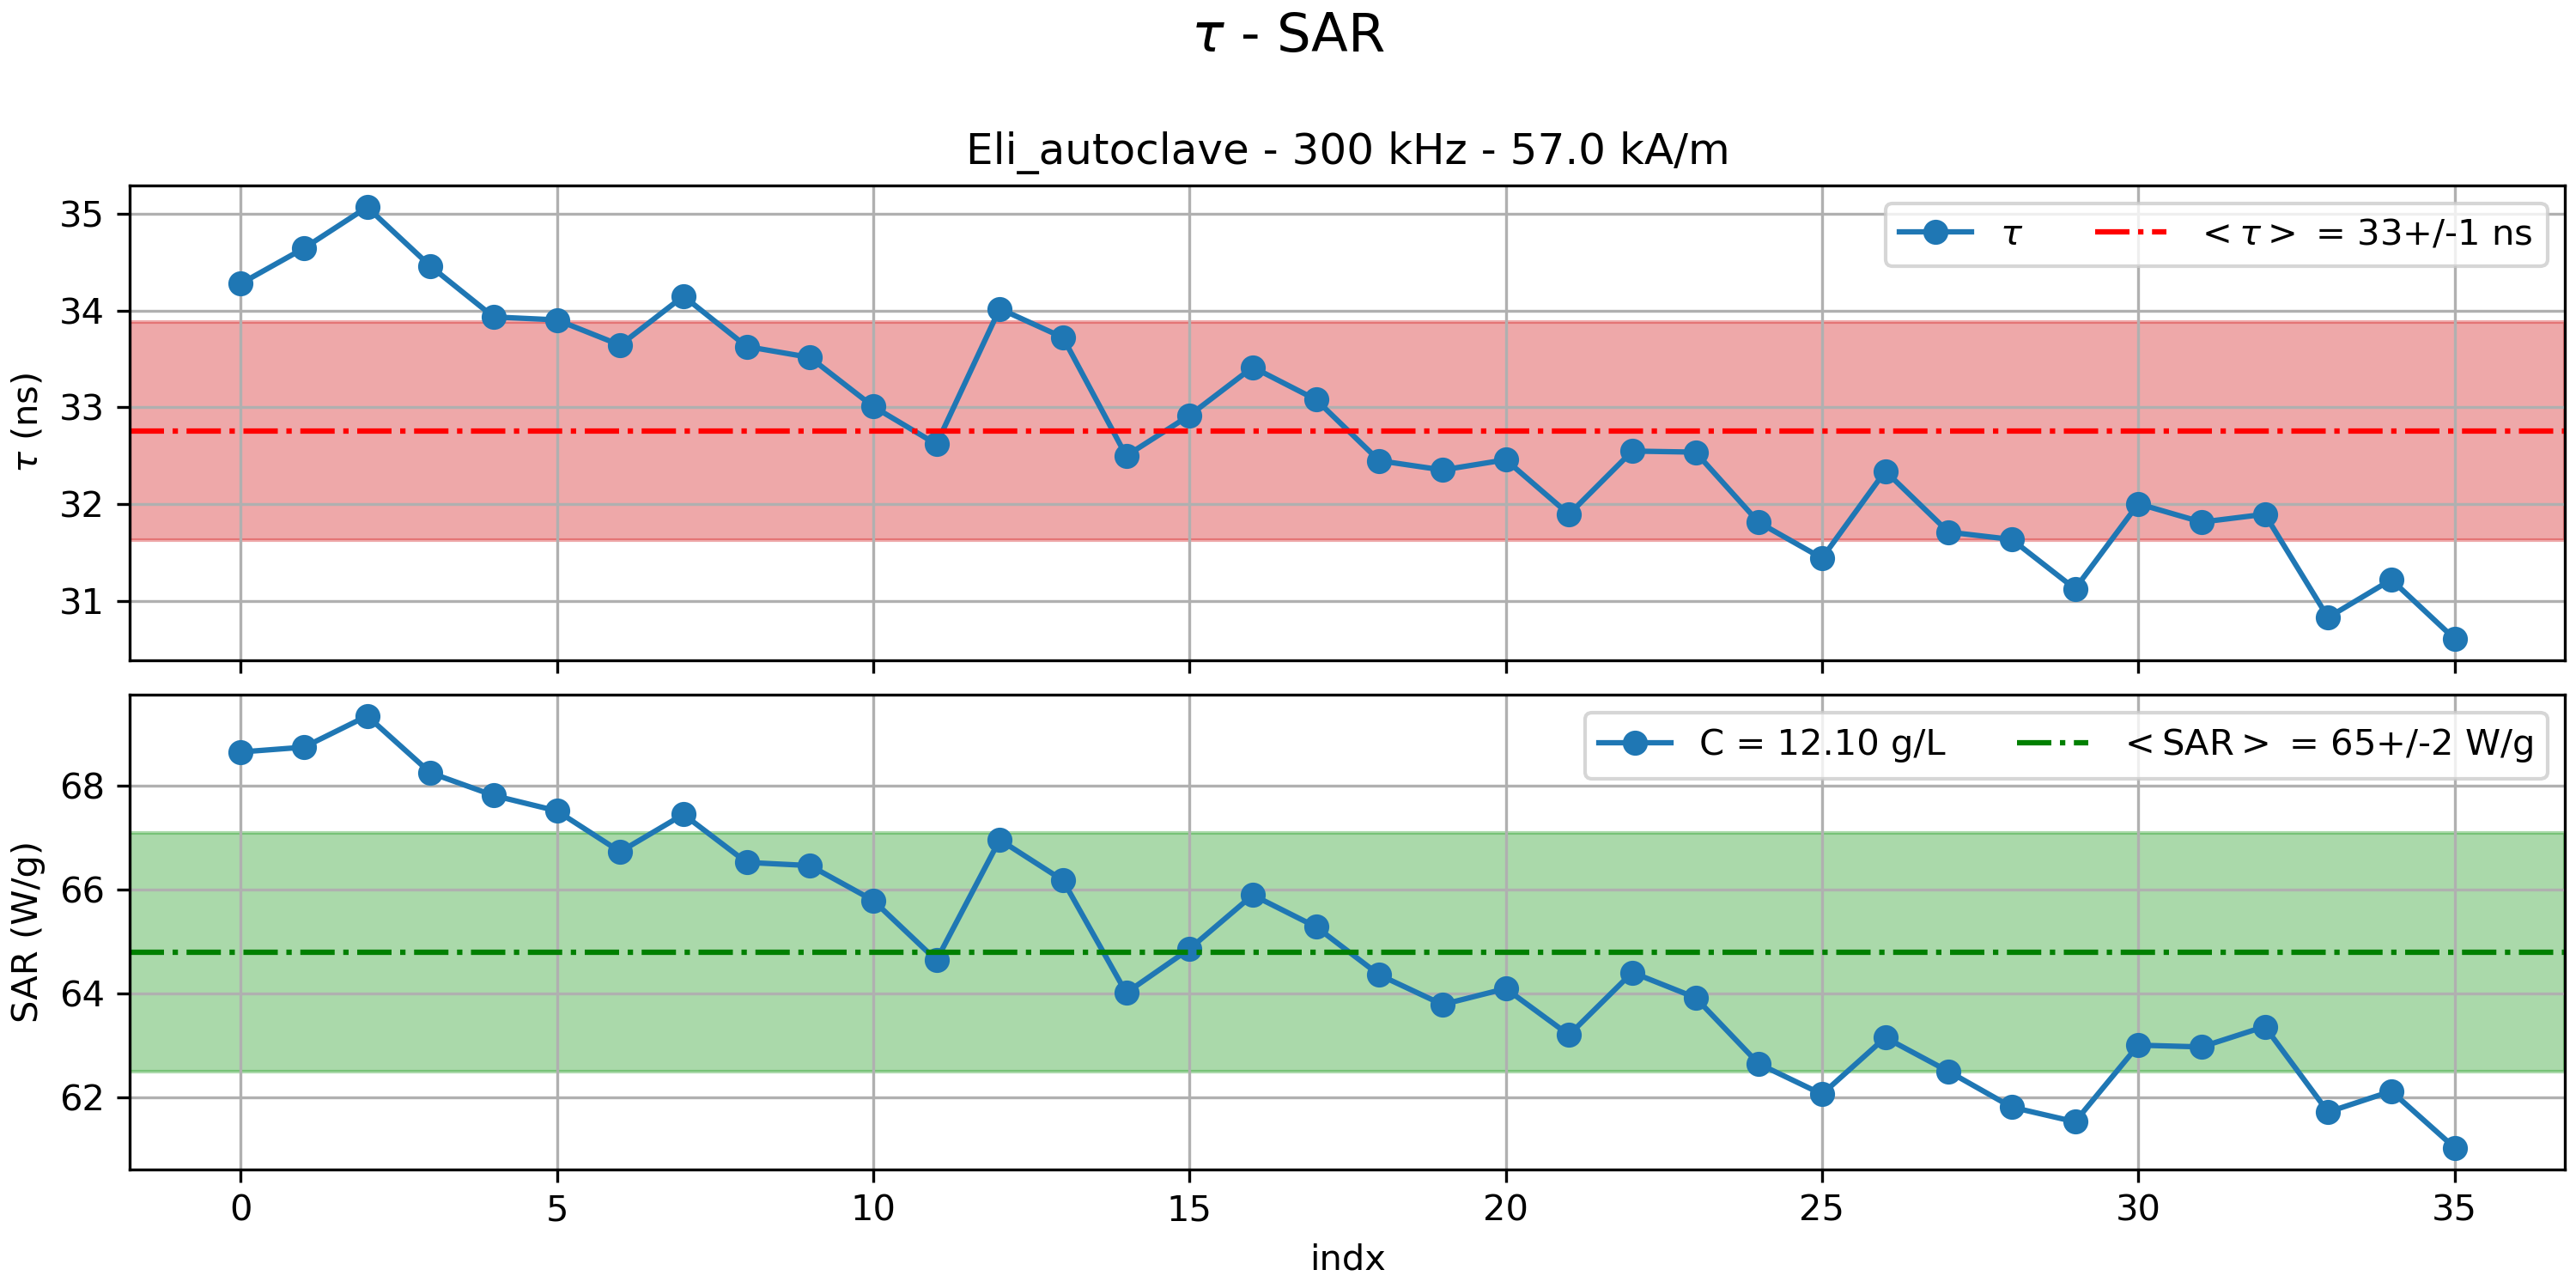 τ - SAR
Eli_autoclave - 300 kHz - 57.0 kA/m
τ <τ> = 33+/-1 ns
35
34
33
32
31
τ (ns)
C = 12.10 g/L <SAR> = 65+/-2 W/g
68
66
64
62
SAR (W/g)
0 5 10 15 20 25 30 35
indx